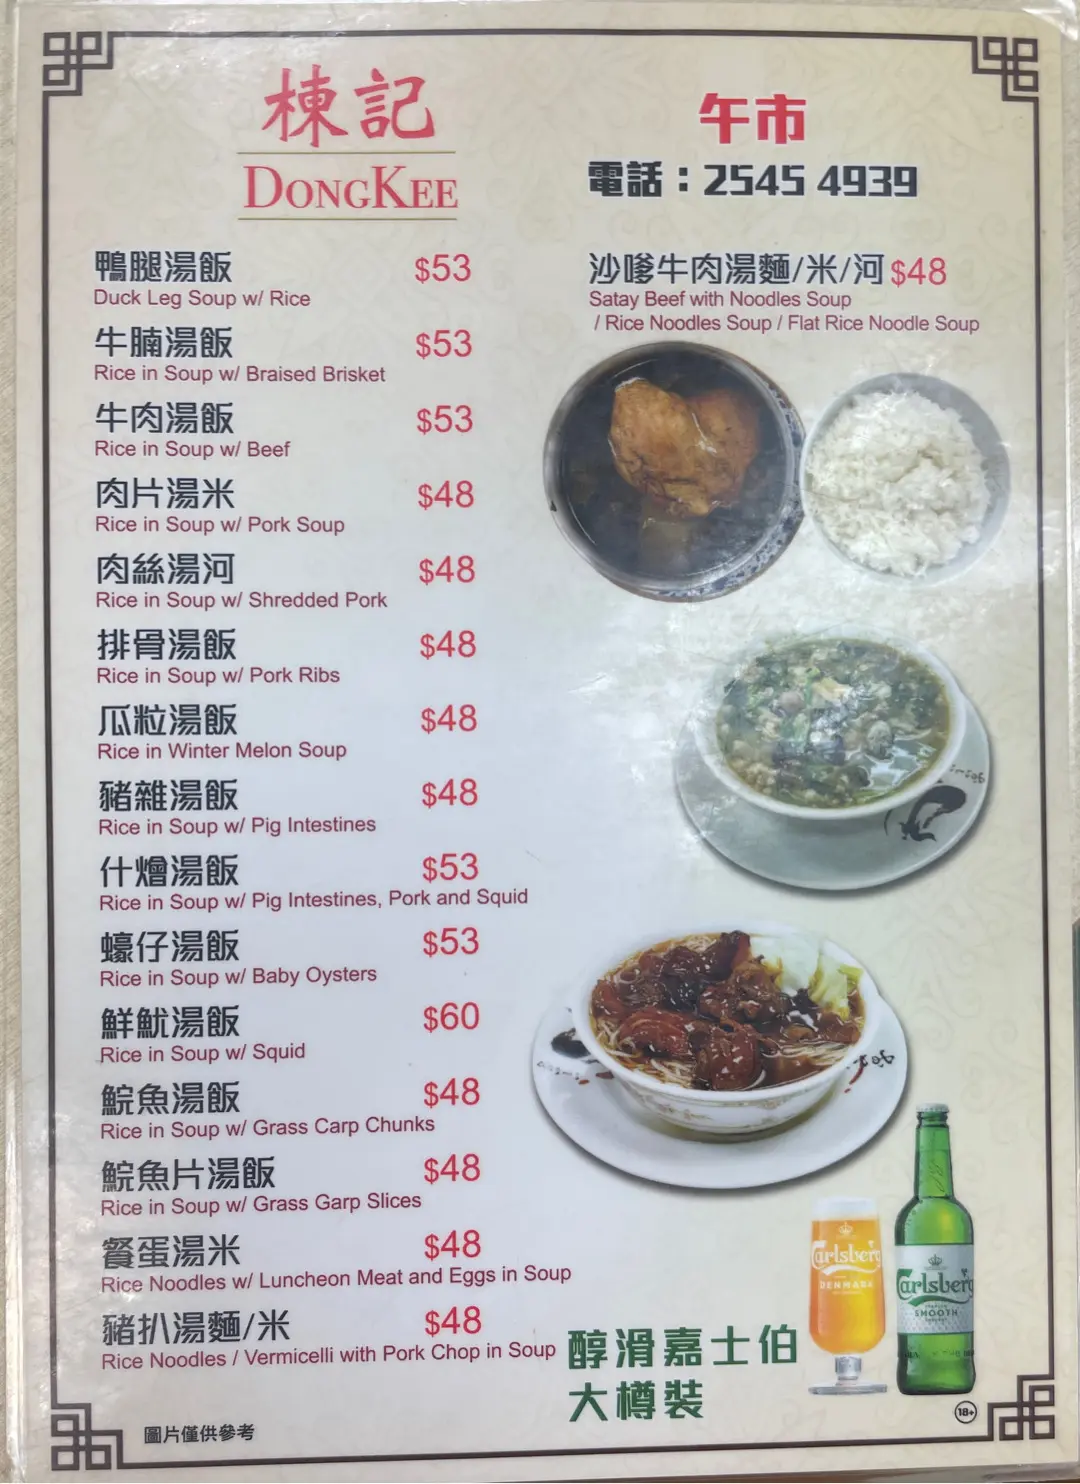 棟記
DONGKEE
午市
電話：2545 4939
鴨腿湯飯 $53
Duck Leg Soup w/ Rice
牛腩湯飯 $53
Rice in Soup w/ Braised Brisket
牛肉湯飯 $53
Rice in Soup w/ Beef
肉片湯米 $48
Rice in Soup w/ Pork Soup
肉絲湯河 $48
Rice in Soup w/ Shredded Pork
排骨湯飯 $48
Rice in Soup w/ Pork Ribs
瓜粒湯飯 $48
Rice in Winter Melon Soup
豬雜湯飯 $48
Rice in Soup w/ Pig Intestines
什燴湯飯 $53
Rice in Soup w/ Pig Intestines, Pork and Squid
蠔仔湯飯 $53
Rice in Soup w/ Baby Oysters
鮮魷湯飯 $60
Rice in Soup w/ Squid
鯇魚湯飯 $48
Rice in Soup w/ Grass Carp Chunks
鯇魚片湯飯 $48
Rice in Soup w/ Grass Garp Slices
餐蛋湯米 $48
Rice Noodles w/ Luncheon Meat and Eggs in Soup
豬扒湯麵/米 $48
Rice Noodles / Vermicelli with Pork Chop in Soup
圖片僅供參考
沙嗲牛肉湯麵/米/河 $48
Satay Beef with Noodles Soup
/ Rice Noodles Soup / Flat Rice Noodle Soup
Carlsberg
DENMARK
Carlsberg
SMOOTH
醇滑嘉士伯
大樽裝
18+